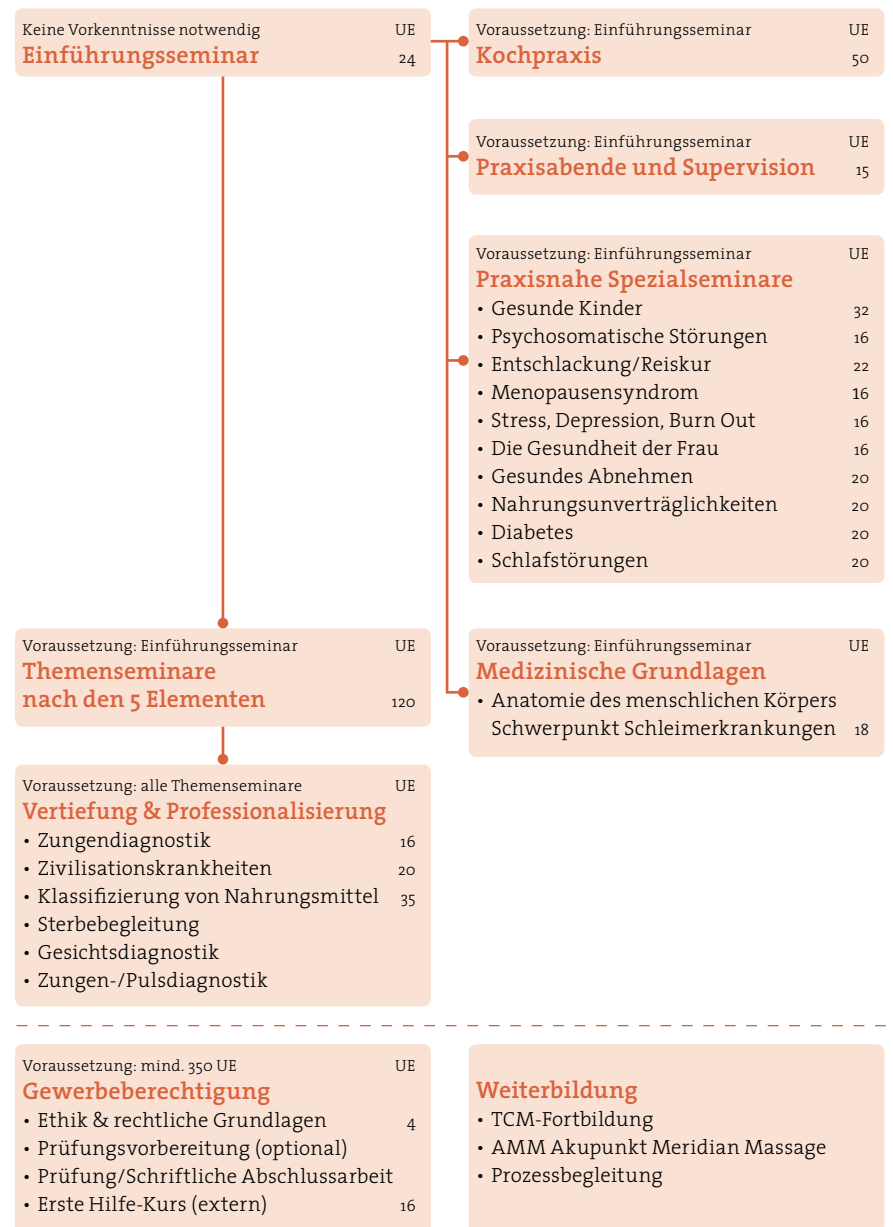 Keine Vorkenntnisse notwendig UE
Einführungsseminar 24
Voraussetzung: Einführungsseminar UE
Kochpraxis 50
Voraussetzung: Einführungsseminar UE
Praxisabende und Supervision 15
Voraussetzung: Einführungsseminar UE
Praxisnahe Spezialseminare
• Gesunde Kinder 32
• Psychosomatische Störungen 16
• Entschlackung/Reiskur 22
• Menopausensyndrom 16
• Stress, Depression, Burn Out 16
• Die Gesundheit der Frau 16
• Gesundes Abnehmen 20
• Nahrungsunverträglichkeiten 20
• Diabetes 20
• Schlafstörungen 20
Voraussetzung: Einführungsseminar UE
Themenseminare
nach den 5 Elementen 120
Voraussetzung: Einführungsseminar UE
Medizinische Grundlagen
• Anatomie des menschlichen Körpers
Schwerpunkt Schleimerkrankungen 18
Voraussetzung: alle Themenseminare UE
Vertiefung & Professionalisierung
• Zungendiagnostik 16
• Zivilisationskrankheiten 20
• Klassifizierung von Nahrungsmittel 35
• Sterbebegleitung
• Gesichtsdiagnostik
• Zungen-/Pulsdiagnostik
Voraussetzung: mind. 350 UE UE
Gewerbeberechtigung
• Ethik & rechtliche Grundlagen 4
• Prüfungsvorbereitung (optional)
• Prüfung/Schriftliche Abschlussarbeit
• Erste Hilfe-Kurs (extern) 16
Weiterbildung
• TCM-Fortbildung
• AMM Akupunkt Meridian Massage
• Prozessbegleitung